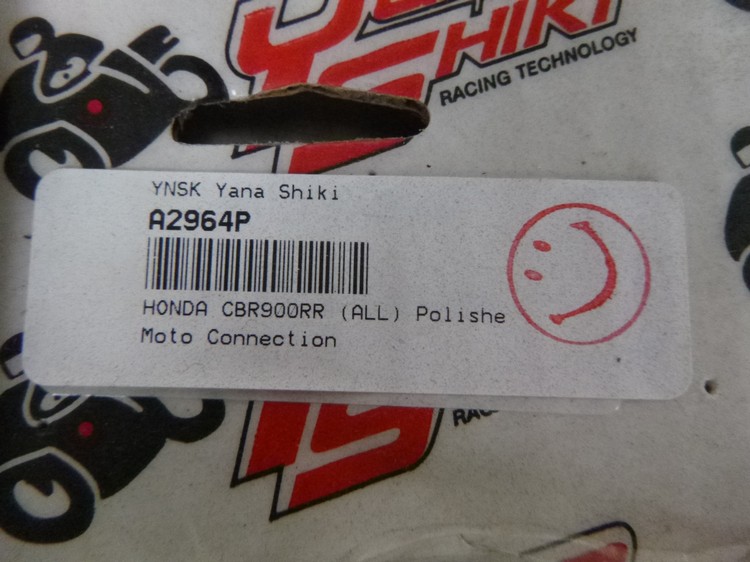 SHIKI
RACING TECHNOLOGY
YNSK Yana Shiki
A2964P
HONDA CBR900RR (ALL) Polishe
Moto Connection